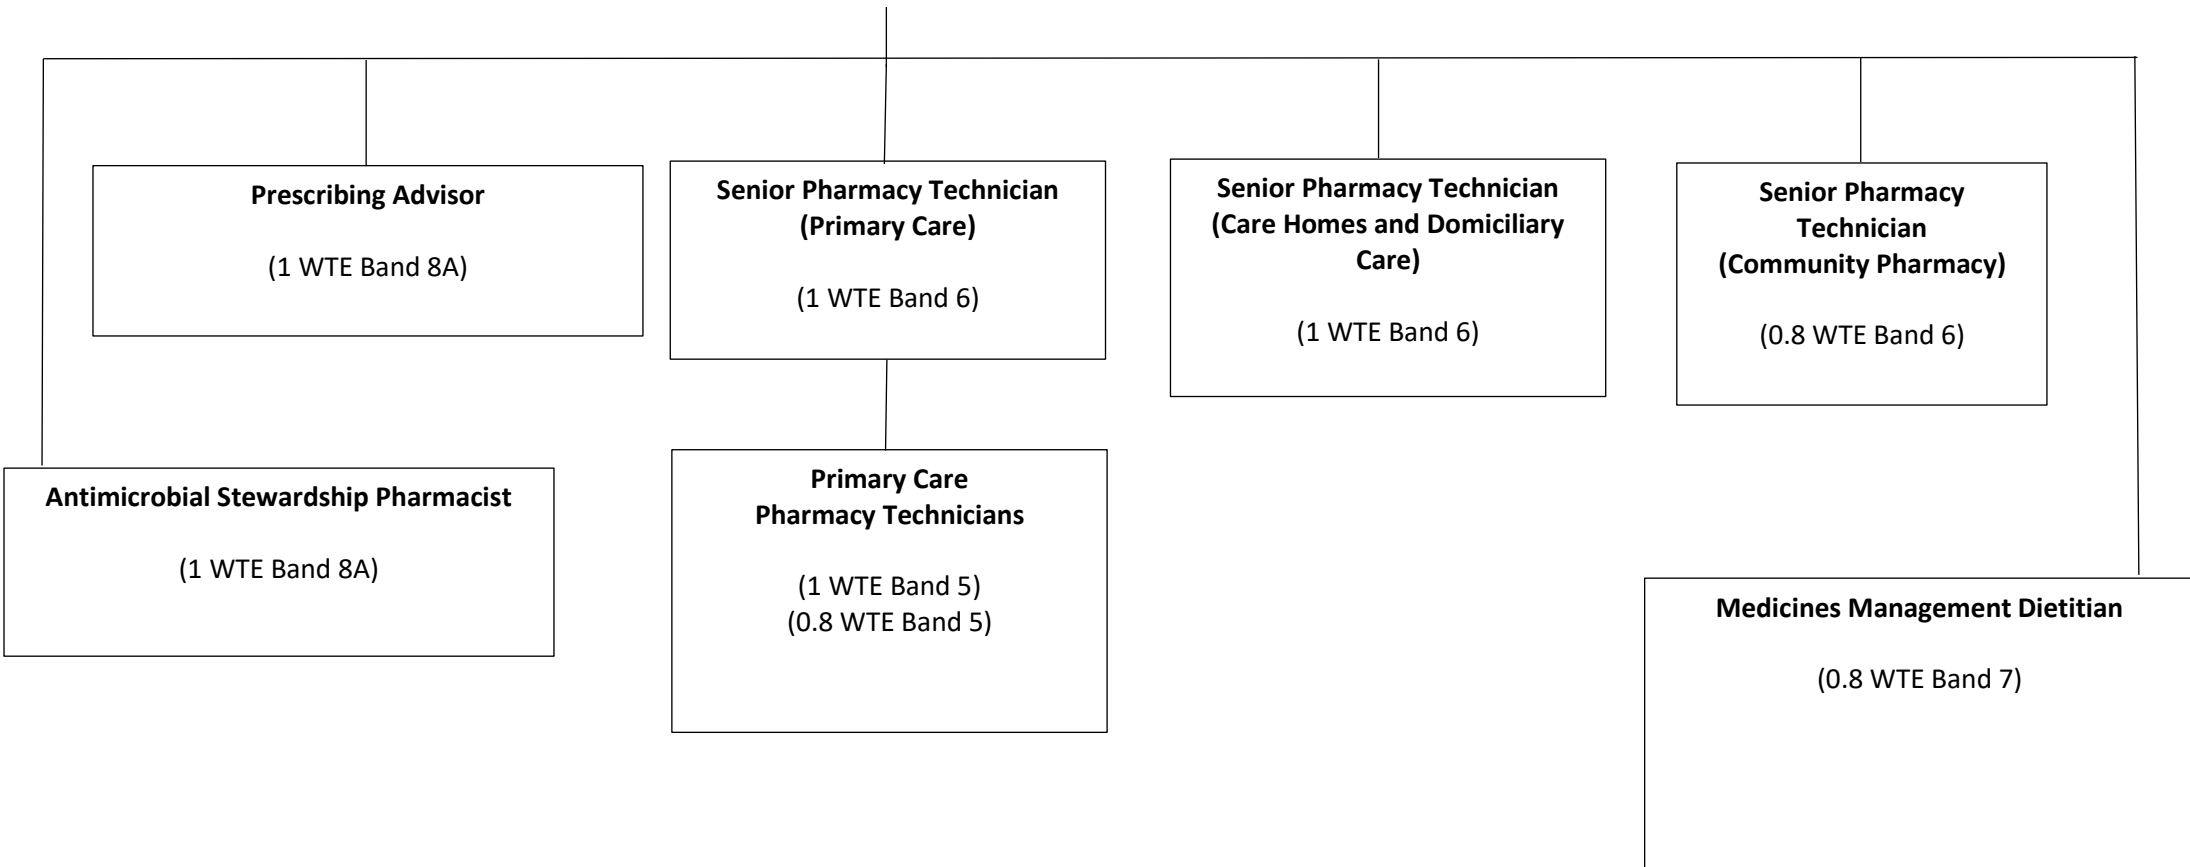 Prescribing Advisor
(1 WTE Band 8A)
Senior Pharmacy Technician
(Primary Care)
(1 WTE Band 6)
Senior Pharmacy Technician
(Care Homes and Domiciliary
Care)
(1 WTE Band 6)
Senior Pharmacy
Technician
(Community Pharmacy)
(0.8 WTE Band 6)
Antimicrobial Stewardship Pharmacist
(1 WTE Band 8A)
Primary Care
Pharmacy Technicians
(1 WTE Band 5)
(0.8 WTE Band 5)
Medicines Management Dietitian
(0.8 WTE Band 7)